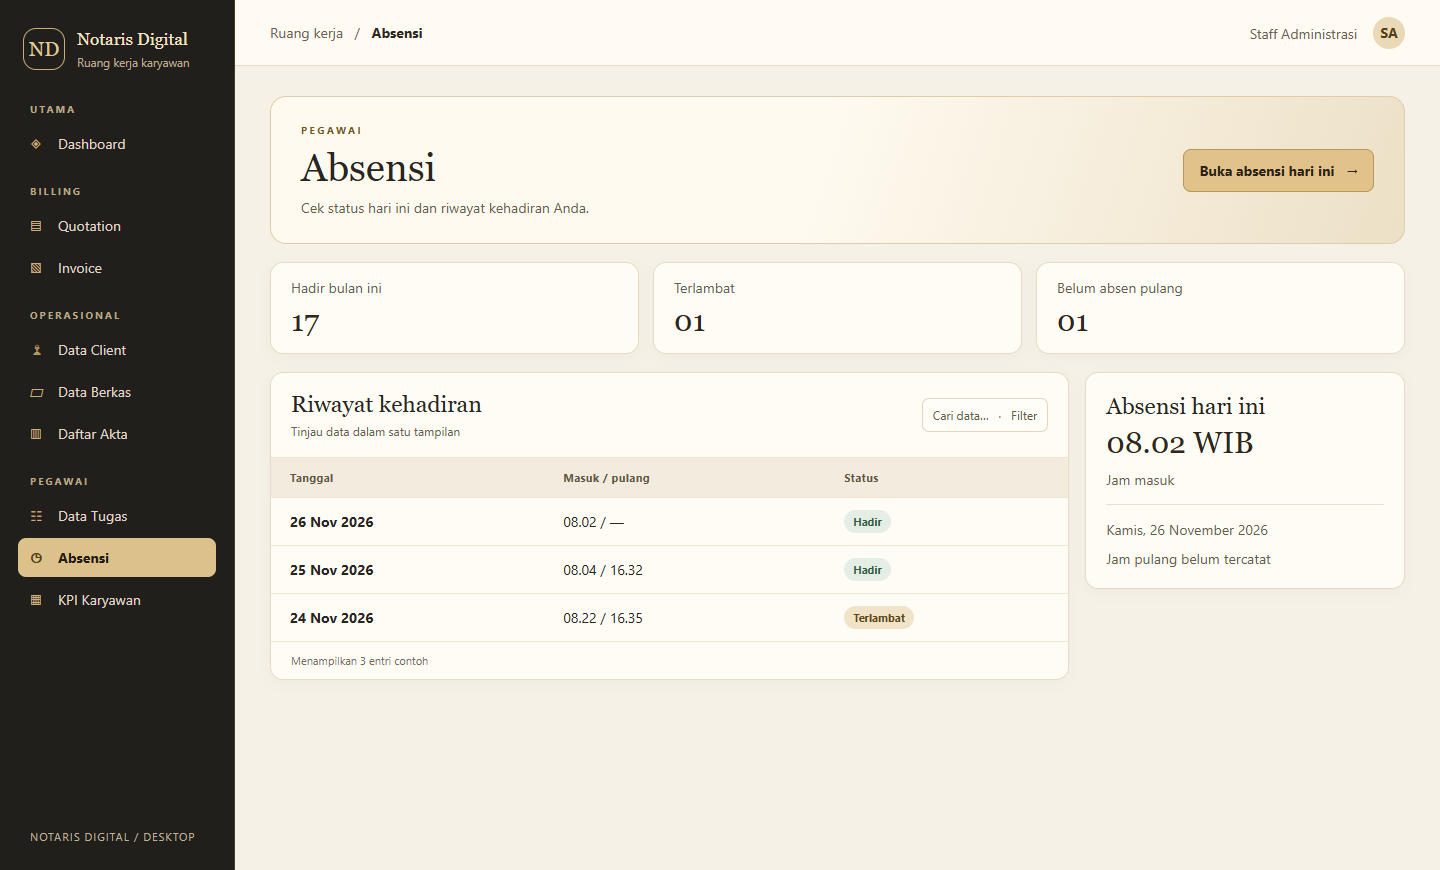 ND
Notaris Digital
Ruang kerja karyawan
UTAMA
Dashboard
BILLING
Quotation
Invoice
OPERASIONAL
Data Client
Data Berkas
Daftar Akta
PEGAWAI
Data Tugas
Absensi
KPI Karyawan
NOTARIS DIGITAL / DESKTOP
Ruang kerja / Absensi
Staff Administrasi SA
PEGAWAI
Absensi
Cek status hari ini dan riwayat kehadiran Anda.
Buka absensi hari ini →
Hadir bulan ini
17
Terlambat
01
Belum absen pulang
01
Riwayat kehadiran
Tinjau data dalam satu tampilan
Cari data... · Filter
Tanggal Masuk / pulang Status
26 Nov 2026 08.02 / — Hadir
25 Nov 2026 08.04 / 16.32 Hadir
24 Nov 2026 08.22 / 16.35 Terlambat
Menampilkan 3 entri contoh
Absensi hari ini
08.02 WIB
Jam masuk
Kamis, 26 November 2026
Jam pulang belum tercatat